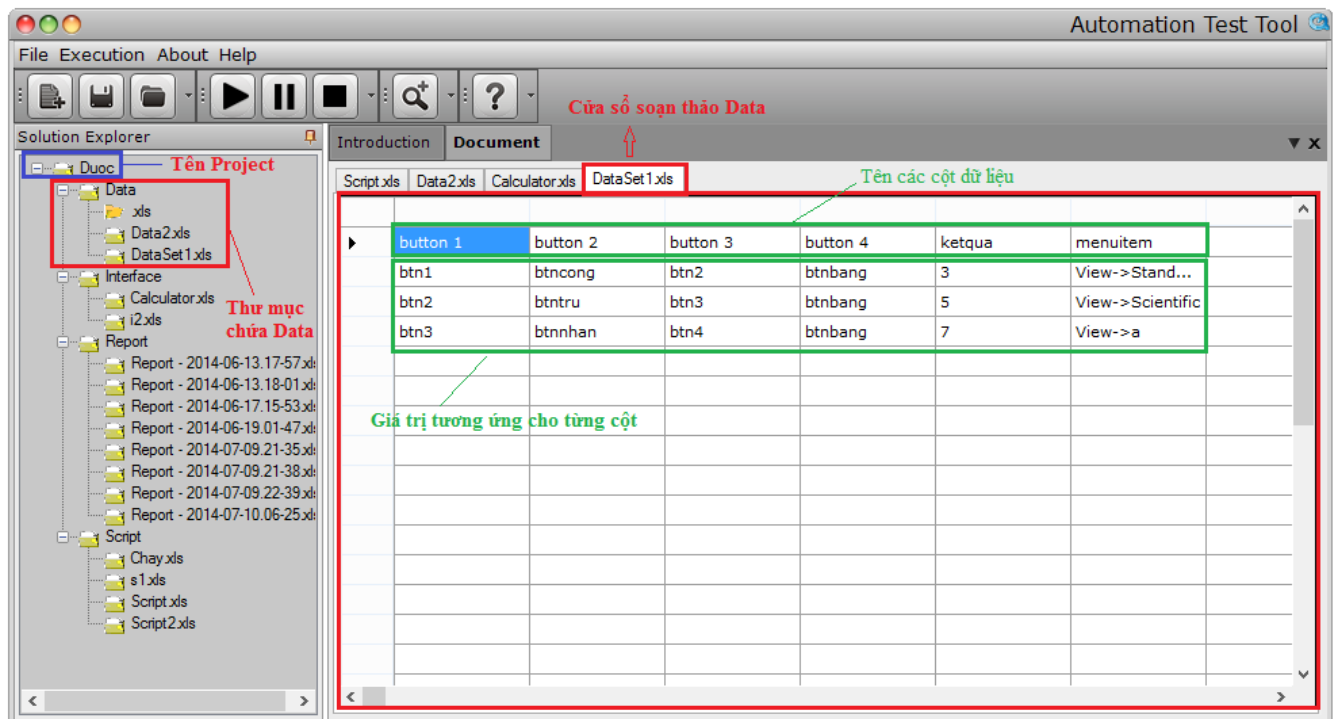 Automation Test Tool
File Execution About Help
Cửa sổ soạn thảo Data
Solution Explorer
Introduction Document
Tên Project
Duoc
Script.xls Data2.xls Calculator.xls DataSet1.xls
Tên các cột dữ liệu
Data
.xls
Data2.xls
DataSet1.xls
Interface
Calculator.xls
i2.xls
Thư mục
chứa Data
Report
Report - 2014-06-13.17-57.xls
Report - 2014-06-13.18-01.xls
Report - 2014-06-17.15-53.xls
Report - 2014-06-19.01-47.xls
Report - 2014-07-09.21-35.xls
Report - 2014-07-09.21-38.xls
Report - 2014-07-09.22-39.xls
Report - 2014-07-10.06-25.xls
Script
Chay.xls
s1.xls
Script.xls
Script2.xls
button 1 button 2 button 3 button 4 ketqua menuitem
btn1 btncong btn2 btnbang 3 View->Stand...
btn2 btntru btn3 btnbang 5 View->Scientific
btn3 btnnhan btn4 btnbang 7 View->a
Giá trị tương ứng cho từng cột